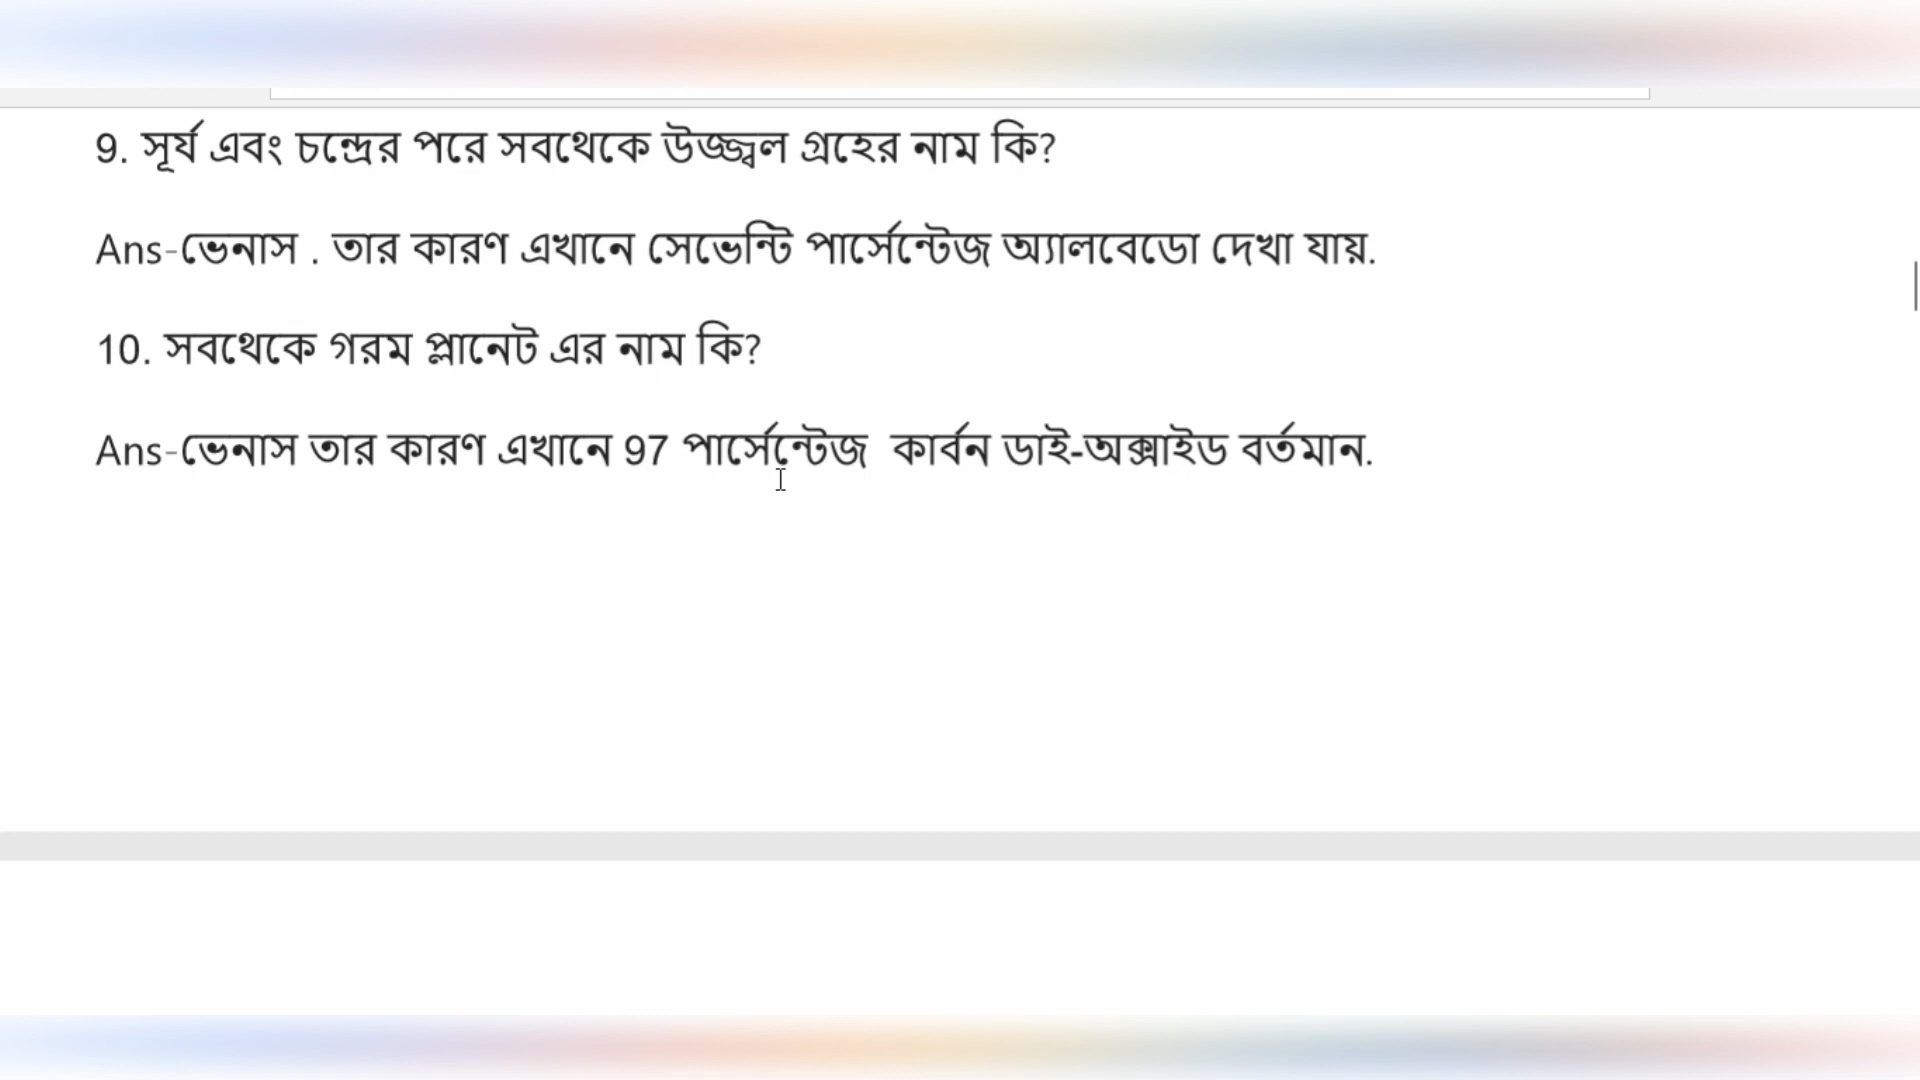 9. সূর্য এবং চন্দ্রের পরে সবথেকে উজ্জ্বল গ্রহের নাম কি?
Ans-ভেনাস . তার কারণ এখানে সেভেন্টি পার্সেন্টেজ অ্যালবেডো দেখা যায়.
10. সবথেকে গরম প্লানেট এর নাম কি?
Ans-ভেনাস তার কারণ এখানে 97 পার্সেন্টেজ কার্বন ডাই-অক্সাইড বর্তমান.